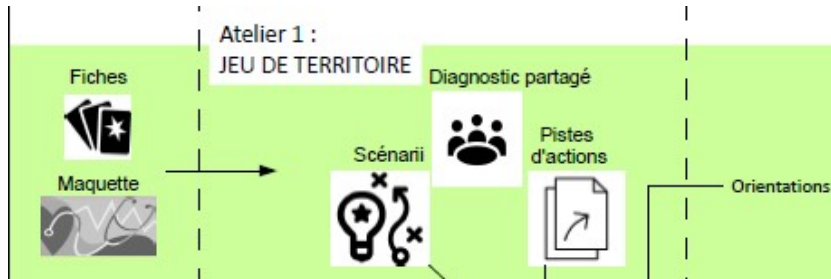 Atelier 1 :
JEU DE TERRITOIRE
Fiches
Diagnostic partagé
Pistes
d'actions
Scénarii
Maquette
Orientations